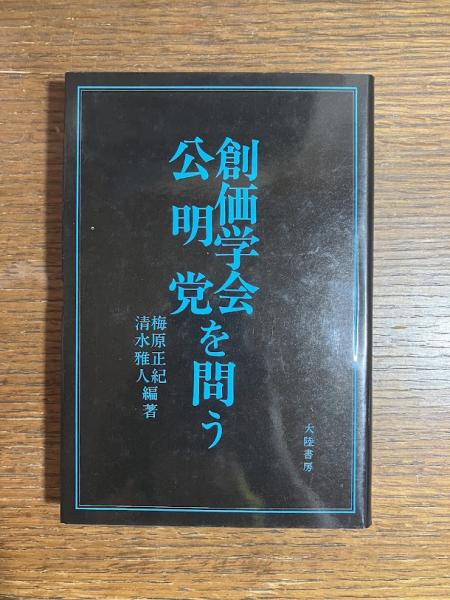 創価学会
公明党を問う
梅原正紀
清水雅人編著
大陸書房